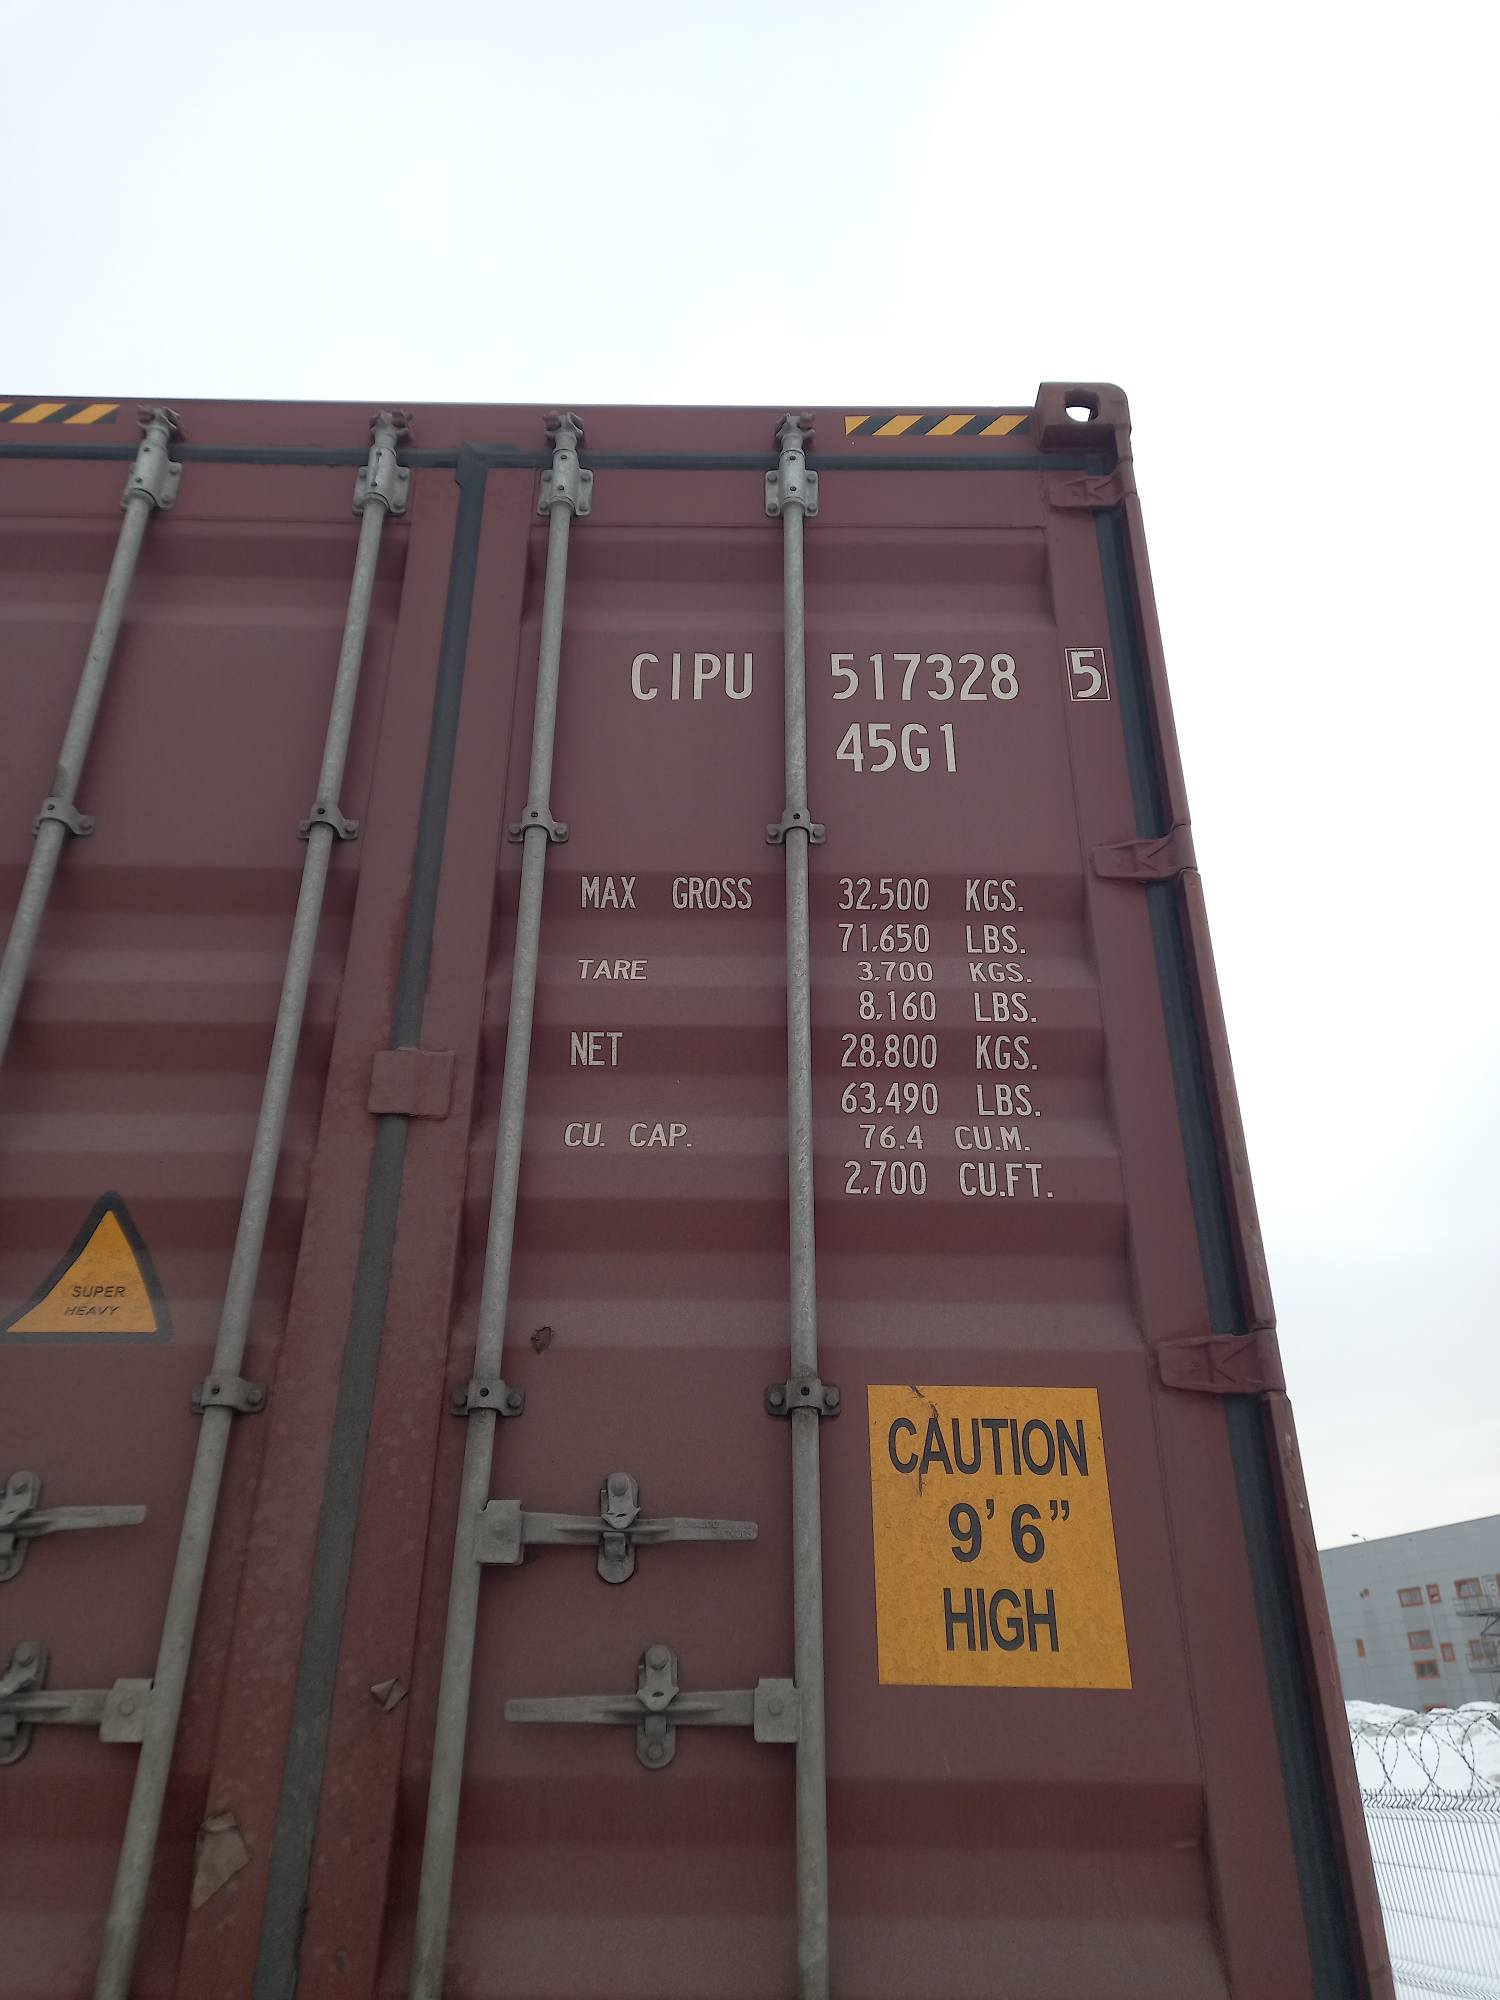 CIPU 517328 5
45G1
MAX GROSS 32,500 KGS.
71,650 LBS.
TARE 3,700 KGS.
8,160 LBS.
NET 28,800 KGS.
63,490 LBS.
CU. CAP. 76.4 CU.M.
2,700 CU.FT.
SUPER
HEAVY
CAUTION
9'6"
HIGH